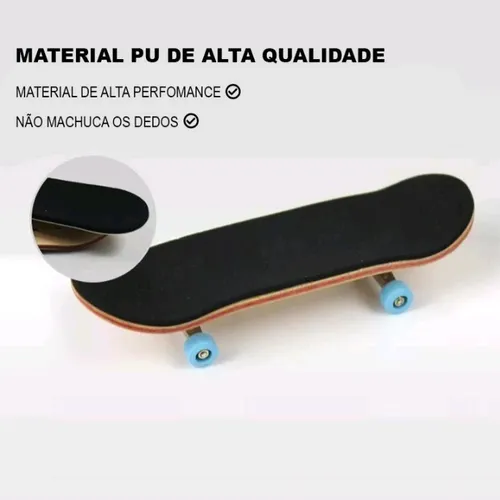 MATERIAL PU DE ALTA QUALIDADE
MATERIAL DE ALTA PERFOMANCE
NÃO MACHUCA OS DEDOS